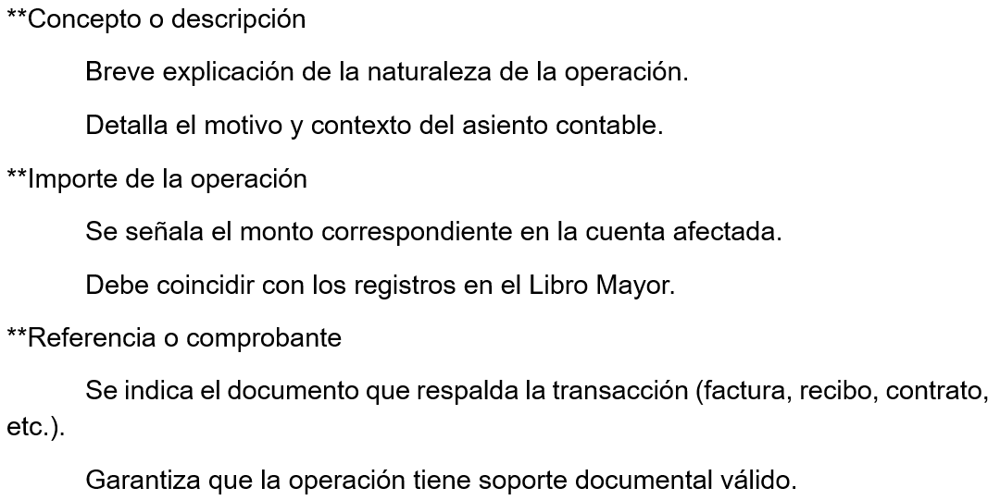 **Concepto o descripción
Breve explicación de la naturaleza de la operación.
Detalla el motivo y contexto del asiento contable.
**Importe de la operación
Se señala el monto correspondiente en la cuenta afectada.
Debe coincidir con los registros en el Libro Mayor.
**Referencia o comprobante
Se indica el documento que respalda la transacción (factura, recibo, contrato,
etc.).
Garantiza que la operación tiene soporte documental válido.